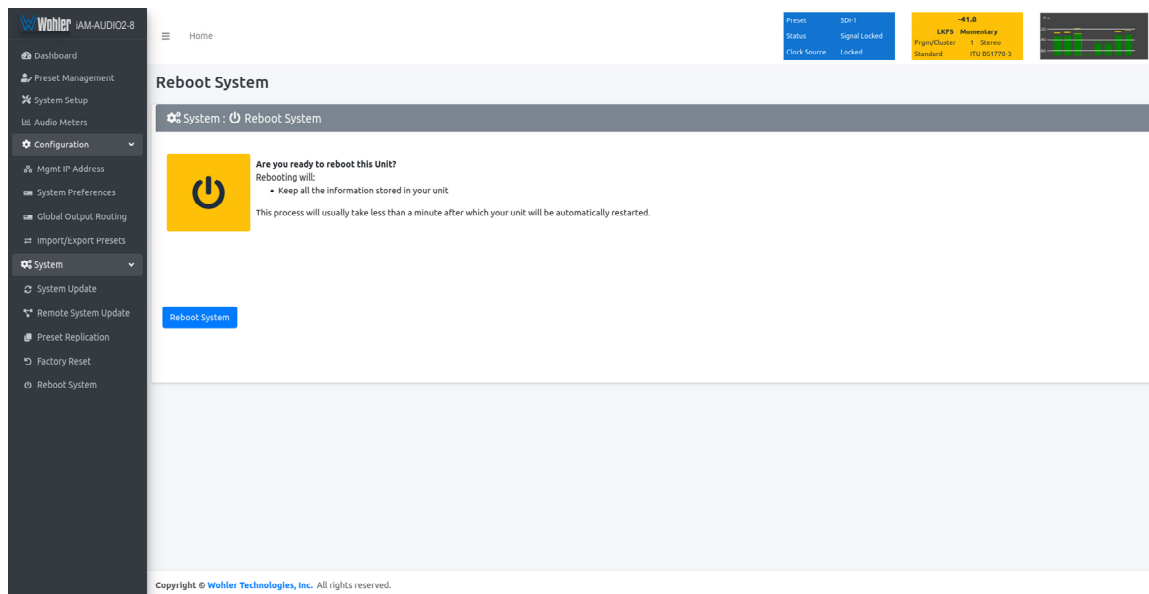 Wohler iAM-AUDIO2-8
Dashboard
Preset Management
System Setup
Audio Meters
Configuration
Mgmt IP Address
System Preferences
Global Output Routing
Import/Export Presets
System
System Update
Remote System Update
Preset Replication
Factory Reset
Reboot System
Home
Preset SDI-1
Status Signal Locked
Clock Source Locked
-41.8
LKFS Momentary
Prgm/Cluster 1 Stereo
Standard ITU BS1770-3
Reboot System
System : Reboot System
Are you ready to reboot this Unit?
Rebooting will:
• Keep all the information stored in your unit
This process will usually take less than a minute after which your unit will be automatically restarted.
Reboot System
Copyright © Wohler Technologies, Inc. All rights reserved.